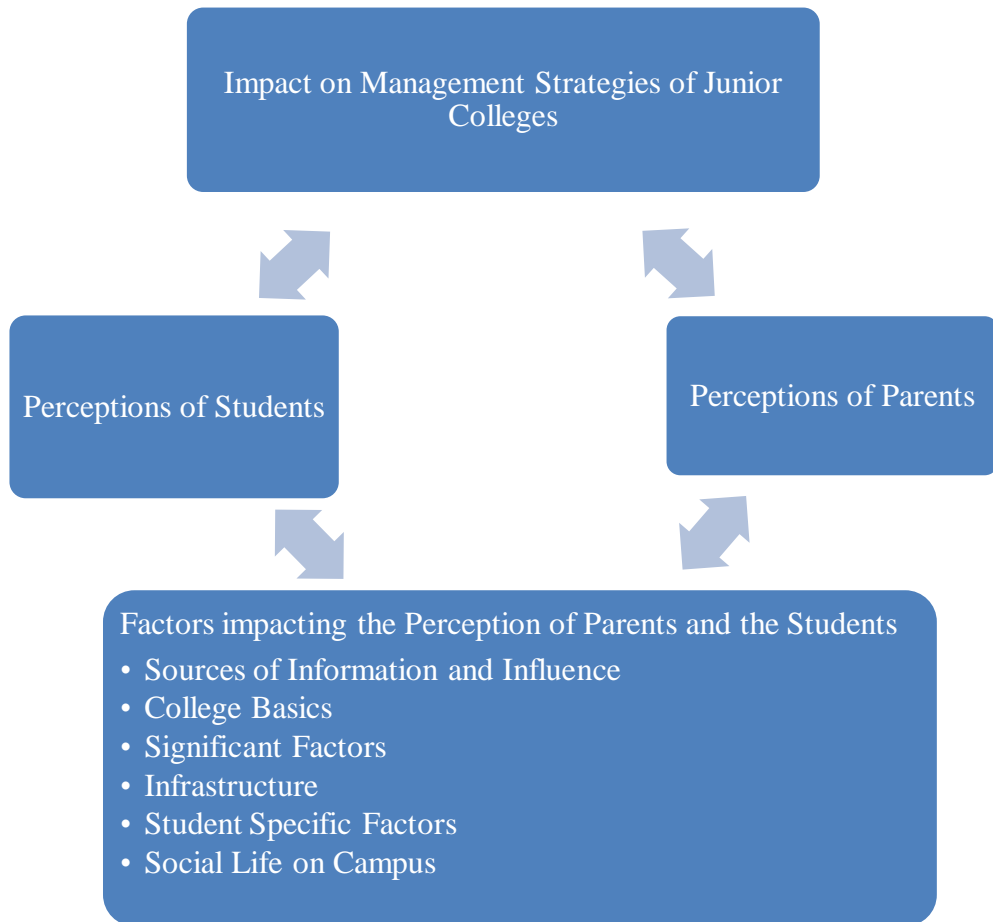 Impact on Management Strategies of Junior
Colleges
Perceptions of Students
Perceptions of Parents
Factors impacting the Perception of Parents and the Students
• Sources of Information and Influence
• College Basics
• Significant Factors
• Infrastructure
• Student Specific Factors
• Social Life on Campus